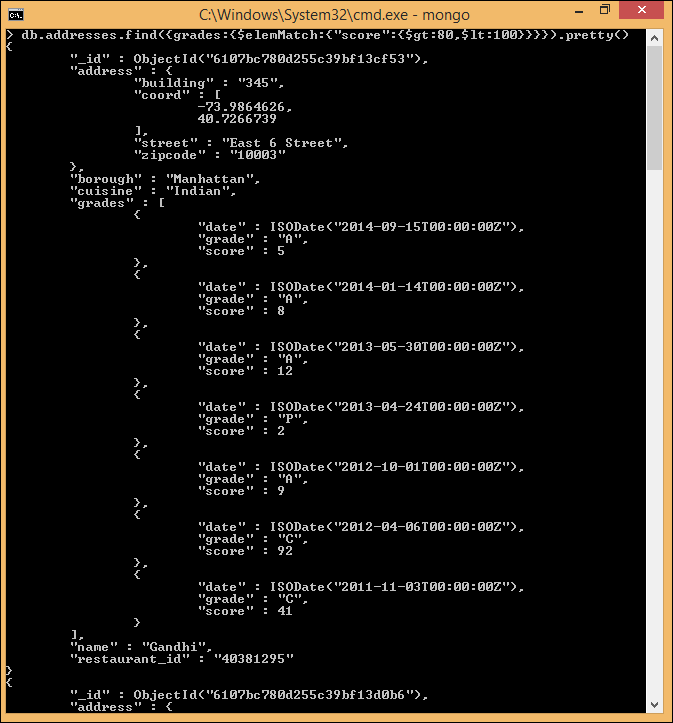 C:\Windows\System32\cmd.exe - mongo
> db.addresses.find({grades:{$elemMatch:{"score":{$gt:80,$lt:100}}}}).pretty()
{
        "_id" : ObjectId("6107bc780d255c39bf13cf53"),
        "address" : {
                "building" : "345",
                "coord" : [
                        -73.9864626,
                        40.7266739
                ],
                "street" : "East 6 Street",
                "zipcode" : "10003"
        },
        "borough" : "Manhattan",
        "cuisine" : "Indian",
        "grades" : [
                {
                        "date" : ISODate("2014-09-15T00:00:00Z"),
                        "grade" : "A",
                        "score" : 5
                },
                {
                        "date" : ISODate("2014-01-14T00:00:00Z"),
                        "grade" : "A",
                        "score" : 8
                },
                {
                        "date" : ISODate("2013-05-30T00:00:00Z"),
                        "grade" : "A",
                        "score" : 12
                },
                {
                        "date" : ISODate("2013-04-24T00:00:00Z"),
                        "grade" : "P",
                        "score" : 2
                },
                {
                        "date" : ISODate("2012-10-01T00:00:00Z"),
                        "grade" : "A",
                        "score" : 9
                },
                {
                        "date" : ISODate("2012-04-06T00:00:00Z"),
                        "grade" : "C",
                        "score" : 92
                },
                {
                        "date" : ISODate("2011-11-03T00:00:00Z"),
                        "grade" : "C",
                        "score" : 41
                }
        ],
        "name" : "Gandhi",
        "restaurant_id" : "40381295"
}
{
        "_id" : ObjectId("6107bc780d255c39bf13d0b6"),
        "address" : {